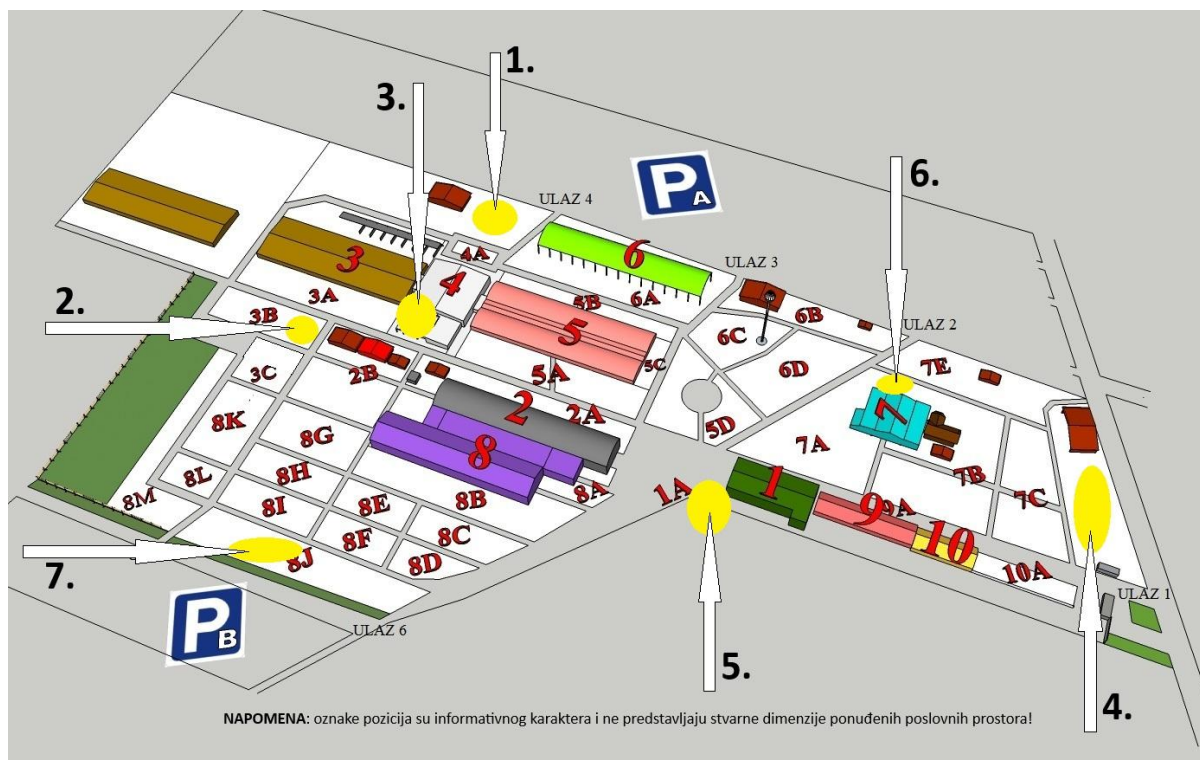 1.
3.
6.
P A
ULAZ 4
4A
6
ULAZ 3
3
4
3A
5B
6A
6B
2.
3B
5
6C
ULAZ 2
5C
6D
7E
3C
2B
5A
2
2A
7
8K
8G
5D
7A
8
8L
8H
8M
8I
8E
8B
8A
1A
1
9
9A
7B
7C
8F
8C
10
8J
8D
10A
7.
P B
ULAZ 6
ULAZ 1
5.
4.
NAPOMENA: oznake pozicija su informativnog karaktera i ne predstavljaju stvarne dimenzije ponuđenih poslovnih prostora!